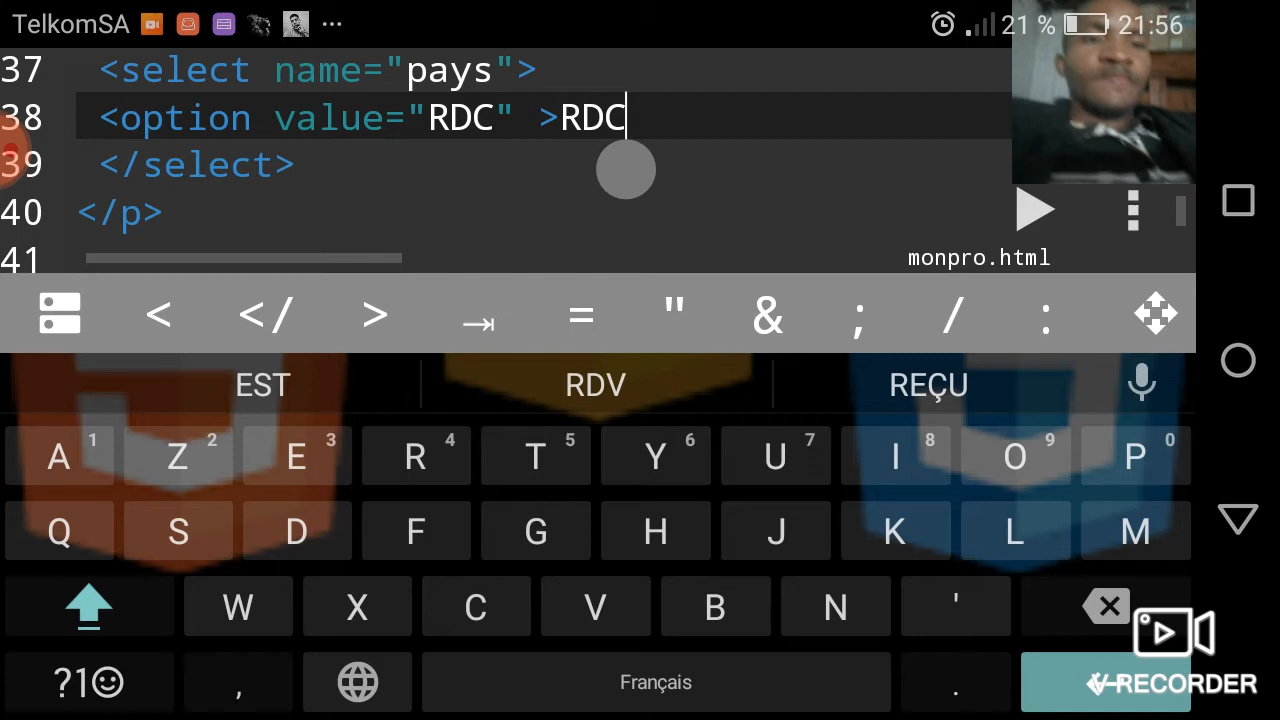 TelkomSA ... 21 % 21:56
37 <select name="pays">
38 <option value="RDC" >RDC
39 </select>
40 </p>
41
monpro.html
< </ > ⇥ = " & ; / :
EST RDV REÇU
A 1 Z 2 E 3 R 4 T 5 Y 6 U 7 I 8 O 9 P 0
Q S D F G H J K L M
W X C V B N '
?1☺ , Français .
V-RECORDER